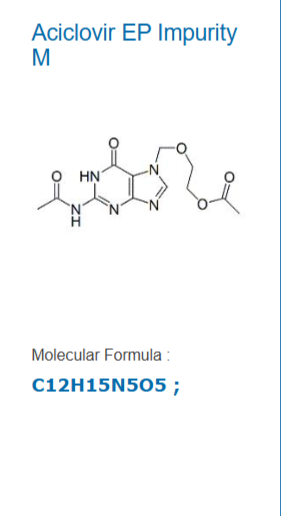 Aciclovir EP Impurity
M
O
O
HN
N
O
O
N
H
N
N
O
Molecular Formula :
C12H15N5O5 ;